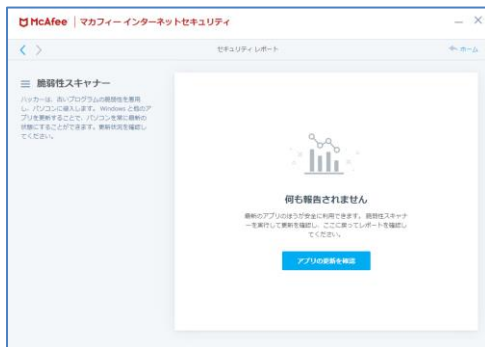 McAfee | マカフィー インターネットセキュリティ
セキュリティ レポート
ホーム
脆弱性スキャナー
ハッカーは、古いプログラムの脆弱性を悪用
し、パソコンに侵入します。Windows と他のア
プリを更新することで、パソコンを常に最新の
状態にすることができます。更新状況を確認し
てください。
何も報告されません
最新のアプリのほうが安全に利用できます。脆弱性スキャナ
ーを実行して更新を確認し、ここに戻ってレポートを確認し
てください。
アプリの更新を確認